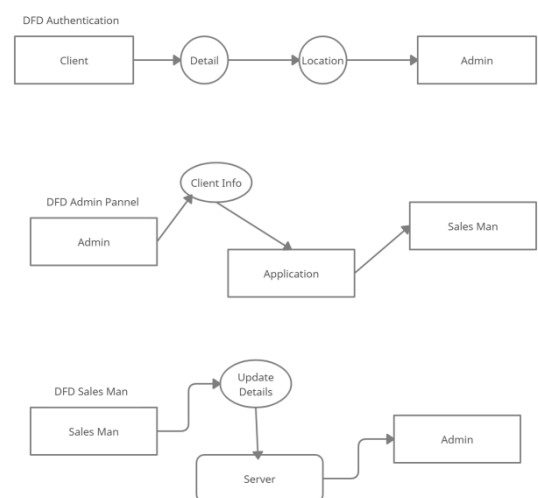 DFD Authentication
Client
Detail
Location
Admin
Client Info
DFD Admin Pannel
Admin
Sales Man
Application
Update
Details
DFD Sales Man
Sales Man
Admin
Server